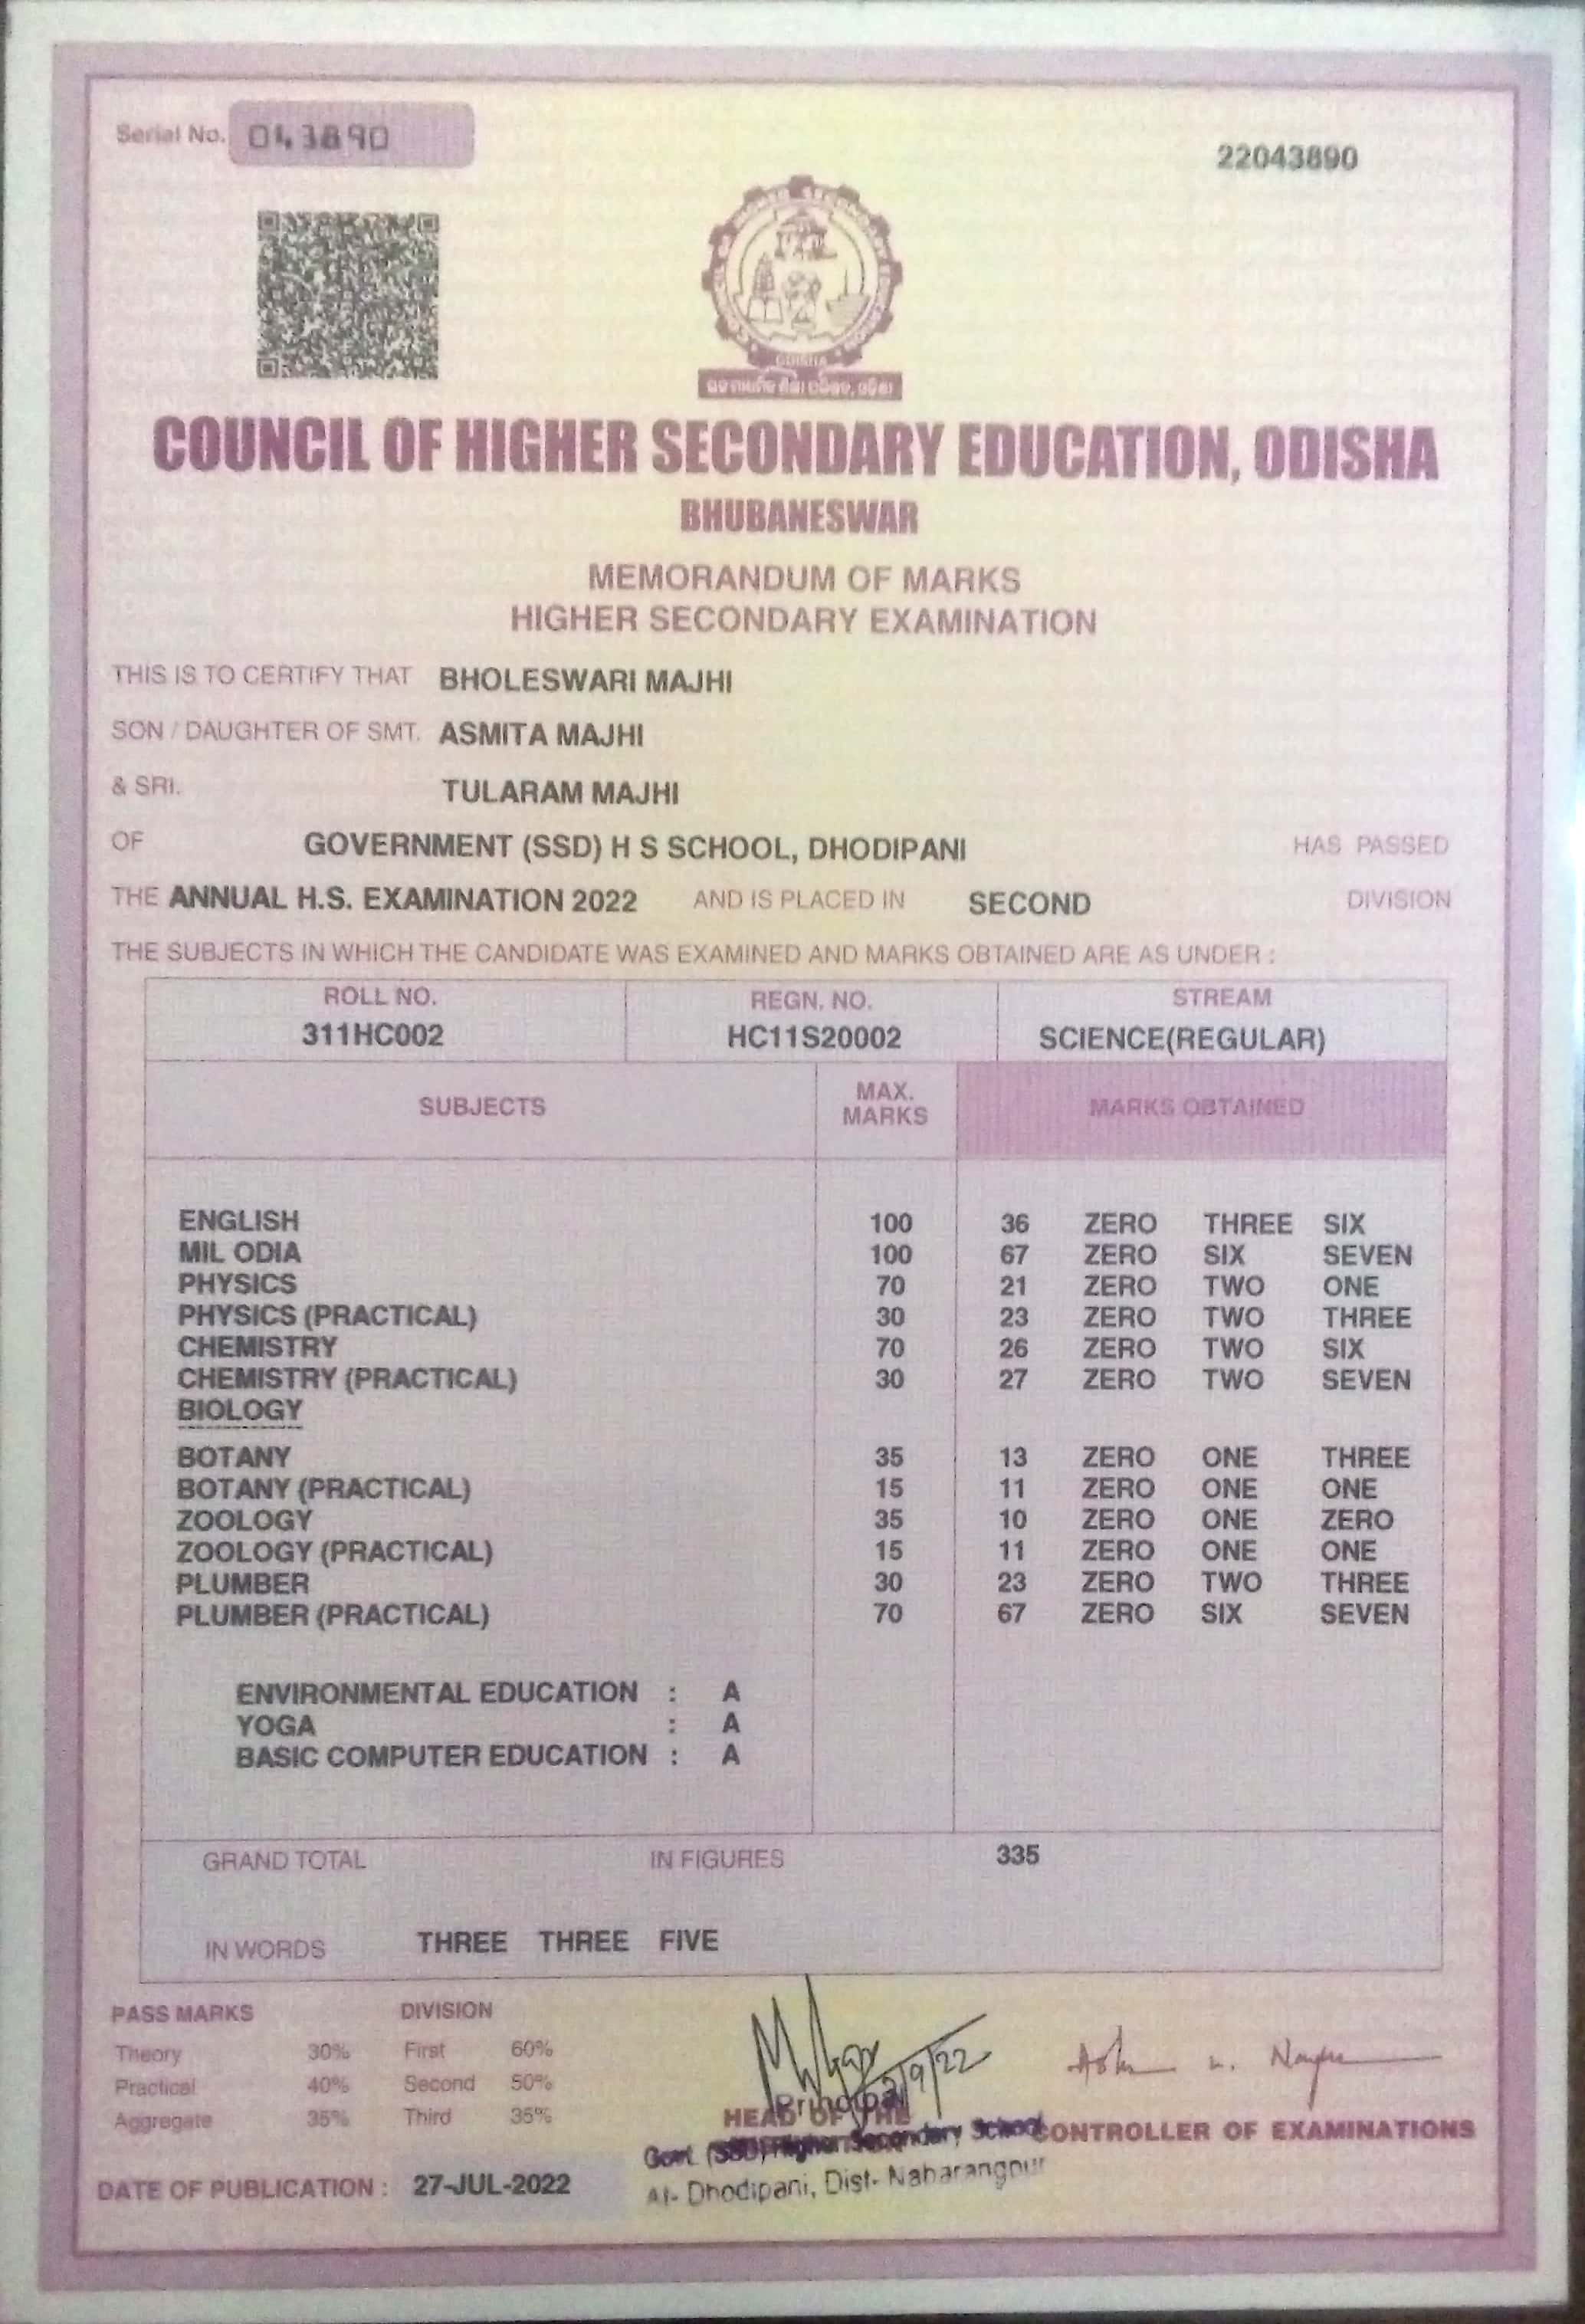 Serial No. 043890
22043890
COUNCIL OF HIGHER SECONDARY EDUCATION, ODISHA
BHUBANESWAR
MEMORANDUM OF MARKS
HIGHER SECONDARY EXAMINATION
THIS IS TO CERTIFY THAT BHOLESWARI MAJHI
SON / DAUGHTER OF SMT. ASMITA MAJHI
& SRI. TULARAM MAJHI
OF GOVERNMENT (SSD) H S SCHOOL, DHODIPANI HAS PASSED
THE ANNUAL H.S. EXAMINATION 2022 AND IS PLACED IN SECOND DIVISION
THE SUBJECTS IN WHICH THE CANDIDATE WAS EXAMINED AND MARKS OBTAINED ARE AS UNDER :
ROLL NO. REGN. NO. STREAM
311HC002 HC11S20002 SCIENCE(REGULAR)
SUBJECTS MAX. MARKS MARKS OBTAINED
ENGLISH 100 36 ZERO THREE SIX
MIL ODIA 100 67 ZERO SIX SEVEN
PHYSICS 70 21 ZERO TWO ONE
PHYSICS (PRACTICAL) 30 23 ZERO TWO THREE
CHEMISTRY 70 26 ZERO TWO SIX
CHEMISTRY (PRACTICAL) 30 27 ZERO TWO SEVEN
BIOLOGY
BOTANY 35 13 ZERO ONE THREE
BOTANY (PRACTICAL) 15 11 ZERO ONE ONE
ZOOLOGY 35 10 ZERO ONE ZERO
ZOOLOGY (PRACTICAL) 15 11 ZERO ONE ONE
PLUMBER 30 23 ZERO TWO THREE
PLUMBER (PRACTICAL) 70 67 ZERO SIX SEVEN
ENVIRONMENTAL EDUCATION : A
YOGA : A
BASIC COMPUTER EDUCATION : A
GRAND TOTAL IN FIGURES 335
IN WORDS THREE THREE FIVE
PASS MARKS DIVISION
Theory 30% First 60%
Practical 40% Second 50%
Aggregate 35% Third 35%
Principal
HEAD OF THE
Govt. (SSD) Higher Secondary School
CONTROLLER OF EXAMINATIONS
At- Dhodipani, Dist- Nabarangpur
DATE OF PUBLICATION : 27-JUL-2022